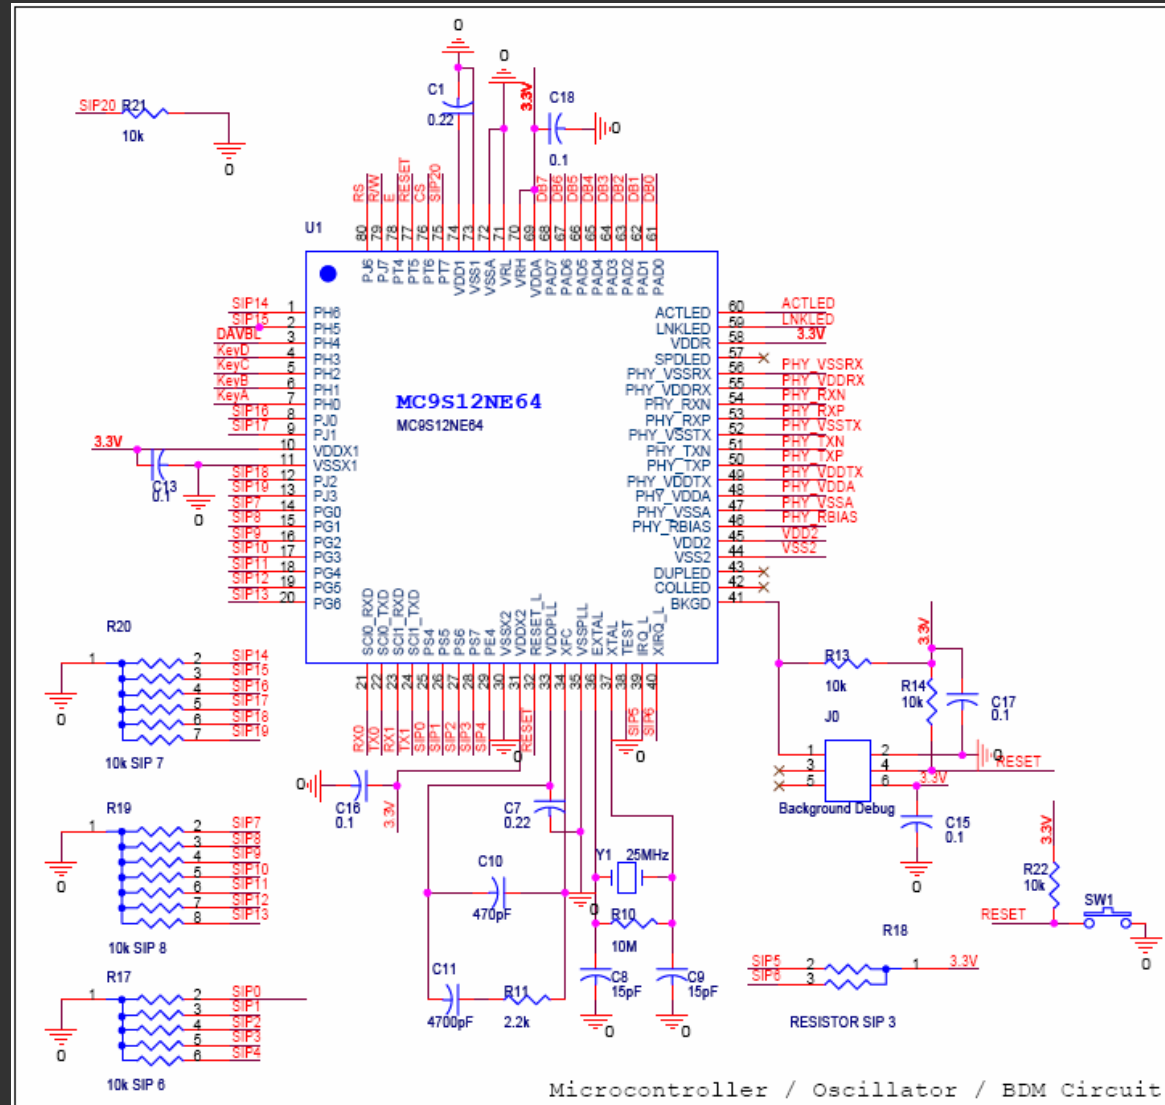 0
0
C1
0.22
3.3V
C18
0.1
0
SIP20 R21
10k
0
RS
R/W
E
RESET
CS
SIP20
DB7
DB6
DB5
DB4
DB3
DB2
DB1
DB0
U1
80 79 78 77 76 75 74 73 72 71 70 69 68 67 66 65 64 63 62 61
PJ6 PJ7 PT4 PT5 PT6 PT7 VDD1 VSS1 VSSA VRL VRH VDDA PAD7 PAD6 PAD5 PAD4 PAD3 PAD2 PAD1 PAD0
MC9S12NE64
MC9S12NE64
SIP14 1 PH6
SIP15 2 PH5
DAVBL 3 PH4
KeyD 4 PH3
KeyC 5 PH2
KeyB 6 PH1
KeyA 7 PH0
SIP16 8 PJ0
SIP17 9 PJ1
3.3V 10 VDDX1
11 VSSX1
C13
0.1
0
SIP18 12 PJ2
SIP19 13 PJ3
SIP7 14 PG0
SIP8 15 PG1
SIP9 16 PG2
SIP10 17 PG3
SIP11 18 PG4
SIP12 19 PG5
SIP13 20 PG6
ACTLED 60 ACTLED
LNKLED 59 LNKLED
VDDR 58 3.3V
SPDLED 57
PHY_VSSRX 56 PHY_VSSRX
PHY_VDDRX 55 PHY_VDDRX
PHY_RXN 54 PHY_RXN
PHY_RXP 53 PHY_RXP
PHY_VSSTX 52 PHY_VSSTX
PHY_TXN 51 PHY_TXN
PHY_TXP 50 PHY_TXP
PHY_VDDTX 49 PHY_VDDTX
PHY_VDDA 48 PHY_VDDA
PHY_VSSA 47 PHY_VSSA
PHY_RBIAS 46 PHY_RBIAS
VDD2 45 VDD2
VSS2 44 VSS2
DUPLED 43
COLLED 42
BKGD 41
SCI0_RXD SCI0_TXD SCI1_RXD SCI1_TXD PS4 PS5 PS6 PS7 PE4 VSSX2 VDDX2 RESET_L VDDPLL XFC VSSPLL EXTAL XTAL TEST IRQ_L XIRQ_L
21 22 23 24 25 26 27 28 29 30 31 32 33 34 35 36 37 38 39 40
RX0 TX0 RX1 TX1 SIP0 SIP1 SIP2 SIP3 SIP4 0 RESET 0 SIP5 SIP6
R20
1
2 SIP14
3 SIP15
4 SIP16
5 SIP17
6 SIP18
7 SIP19
0
10k SIP 7
R19
1
2 SIP7
3 SIP8
4 SIP9
5 SIP10
6 SIP11
7 SIP12
8 SIP13
0
10k SIP 8
R17
1
2 SIP0
3 SIP1
4 SIP2
5 SIP3
6 SIP4
0
10k SIP 6
0
C16
0.1
3.3V
C7
0.22
C10
470pF
0
C11
4700pF
R11
2.2k
Y1 25MHz
R10
10M
C8
15pF
0
C9
15pF
0
3.3V
R13
10k
R14
10k
C17
0.1
J0
1 2
3 4
5 6
0
RESET
3.3V
Background Debug
C15
0.1
0
3.3V
R22
10k
RESET
SW1
0
R18
SIP5 2
SIP6 3
1 3.3V
RESISTOR SIP 3
Microcontroller / Oscillator / BDM Circuit